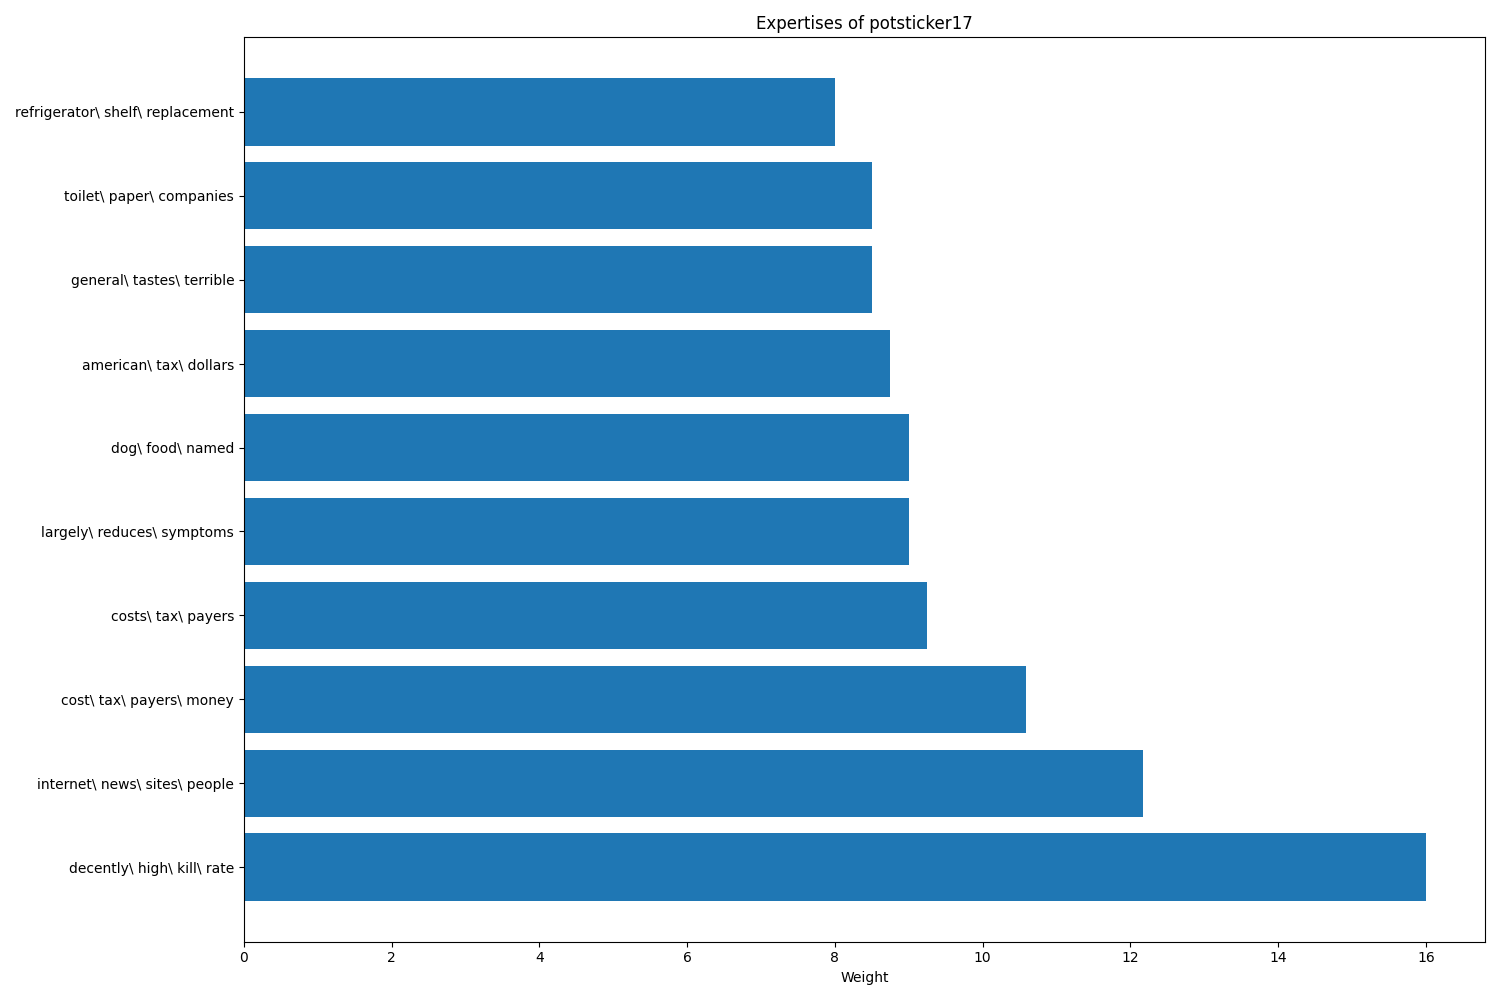 Expertises of potsticker17
refrigerator\ shelf\ replacement
toilet\ paper\ companies
general\ tastes\ terrible
american\ tax\ dollars
dog\ food\ named
largely\ reduces\ symptoms
costs\ tax\ payers
cost\ tax\ payers\ money
internet\ news\ sites\ people
decently\ high\ kill\ rate
0 2 4 6 8 10 12 14 16
Weight